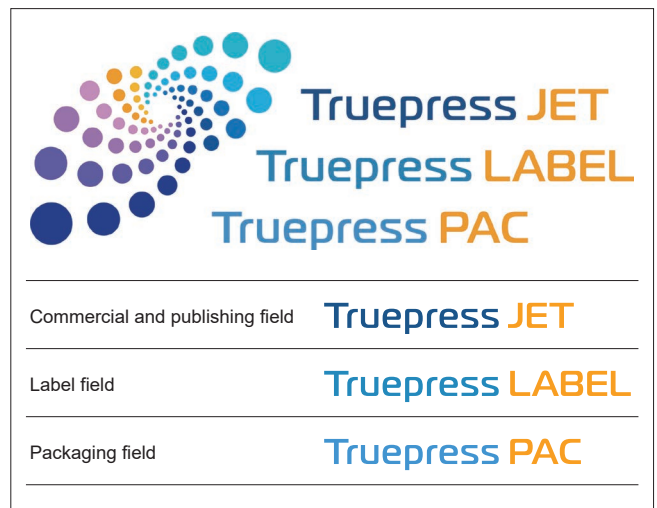 Truepress JET
Truepress LABEL
Truepress PAC
Commercial and publishing field Truepress JET
Label field Truepress LABEL
Packaging field Truepress PAC